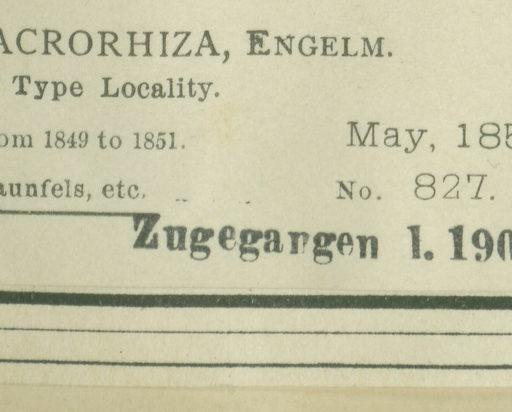 ACRORHIZA, ENGELM.
Type Locality.
om 1849 to 1851. May, 185
aunfels, etc. No. 827.
Zugegangen 1. 190